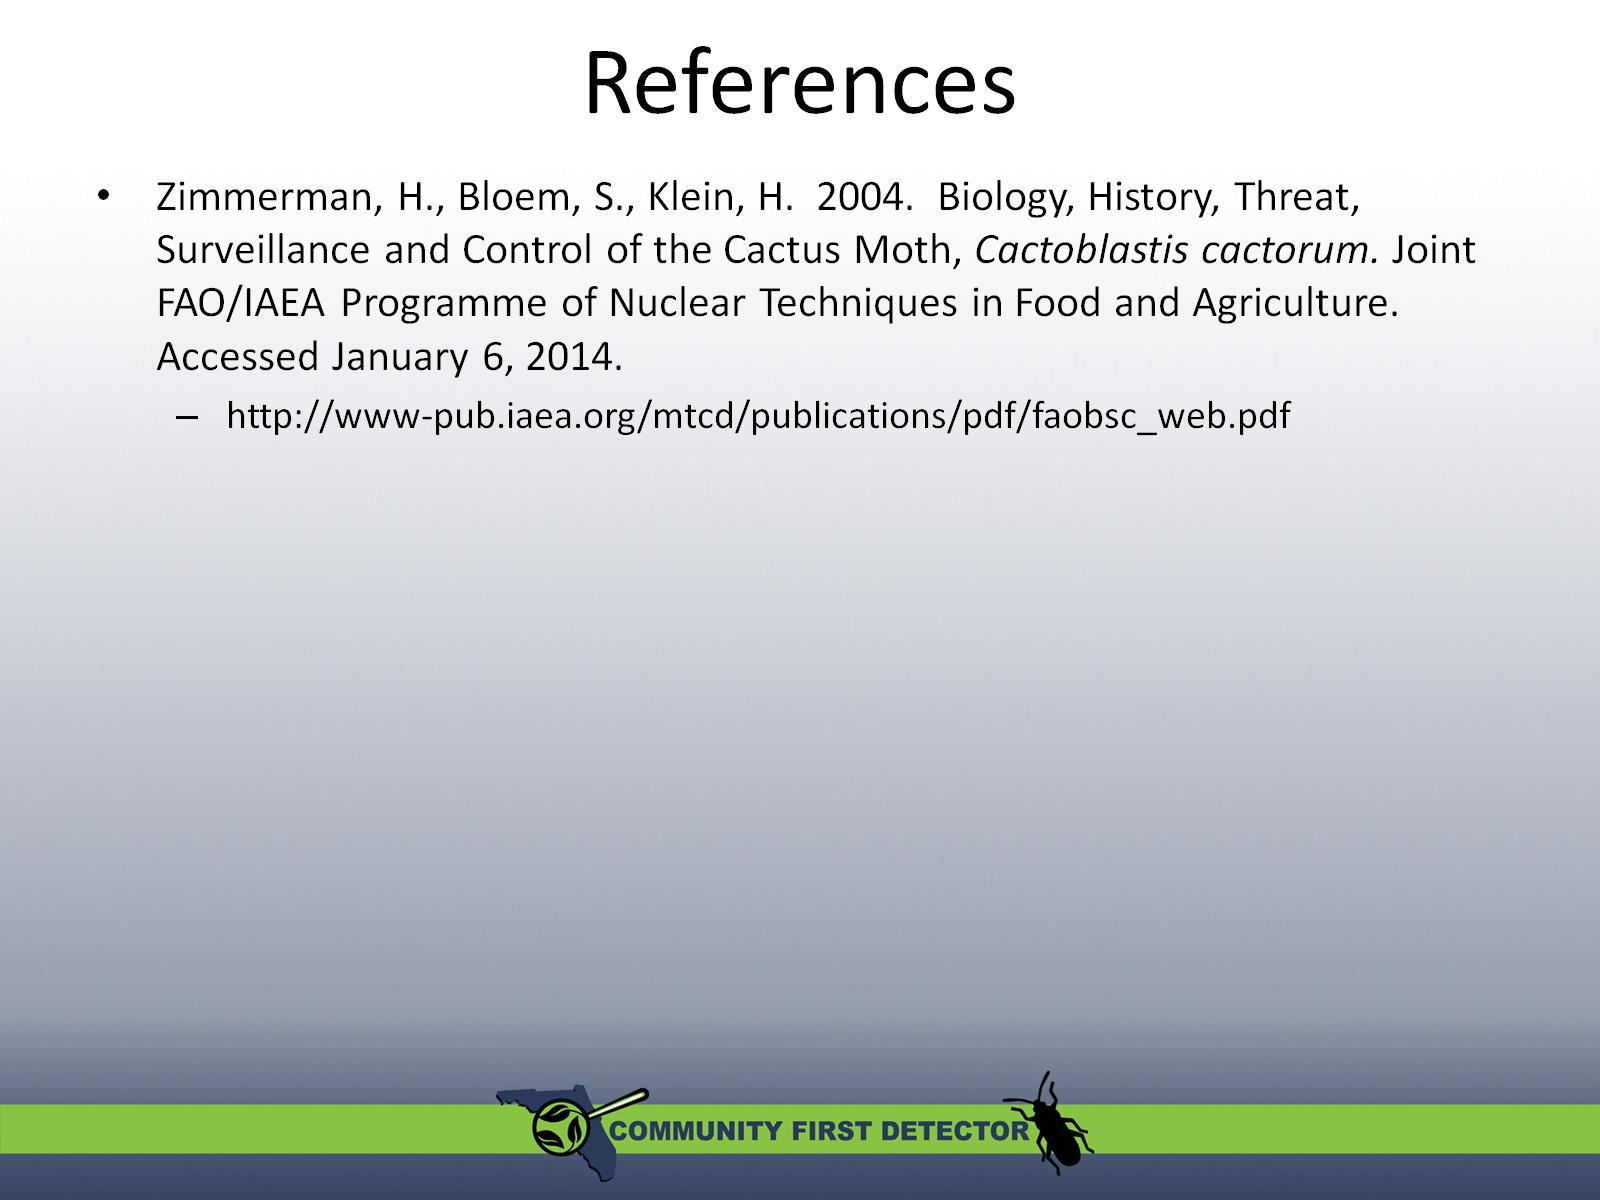 References
• Zimmerman, H., Bloem, S., Klein, H.  2004.  Biology, History, Threat,
Surveillance and Control of the Cactus Moth, Cactoblastis cactorum. Joint
FAO/IAEA Programme of Nuclear Techniques in Food and Agriculture.
Accessed January 6, 2014.
– http://www-pub.iaea.org/mtcd/publications/pdf/faobsc_web.pdf
COMMUNITY FIRST DETECTOR